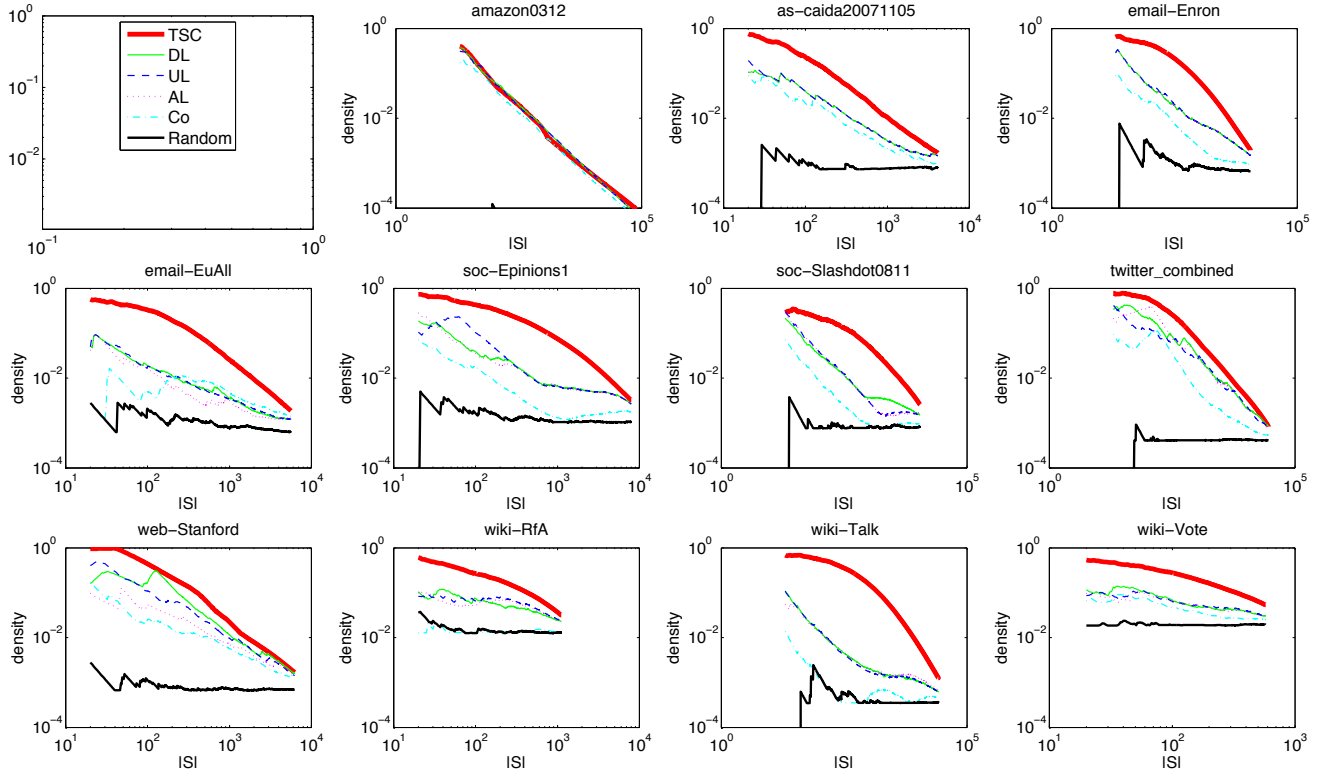 10^0
10^−1
10^−2
10^−1
10^0
TSC
DL
UL
AL
Co
Random
amazon0312
10^0
10^−2
10^−4
10^0
10^5
density
|S|
as−caida20071105
10^0
10^−2
10^−4
10^1
10^2
10^3
10^4
density
|S|
email−Enron
10^0
10^−2
10^−4
10^0
10^5
density
|S|
email−EuAll
10^0
10^−2
10^−4
10^1
10^2
10^3
10^4
density
|S|
soc−Epinions1
10^0
10^−2
10^−4
10^1
10^2
10^3
10^4
density
|S|
soc−Slashdot0811
10^0
10^−2
10^−4
10^0
10^5
density
|S|
twitter_combined
10^0
10^−2
10^−4
10^0
10^5
density
|S|
web−Stanford
10^0
10^−2
10^−4
10^1
10^2
10^3
10^4
density
|S|
wiki−RfA
10^0
10^−2
10^−4
10^1
10^2
10^3
10^4
density
|S|
wiki−Talk
10^0
10^−2
10^−4
10^0
10^5
density
|S|
wiki−Vote
10^0
10^−2
10^−4
10^1
10^2
10^3
density
|S|